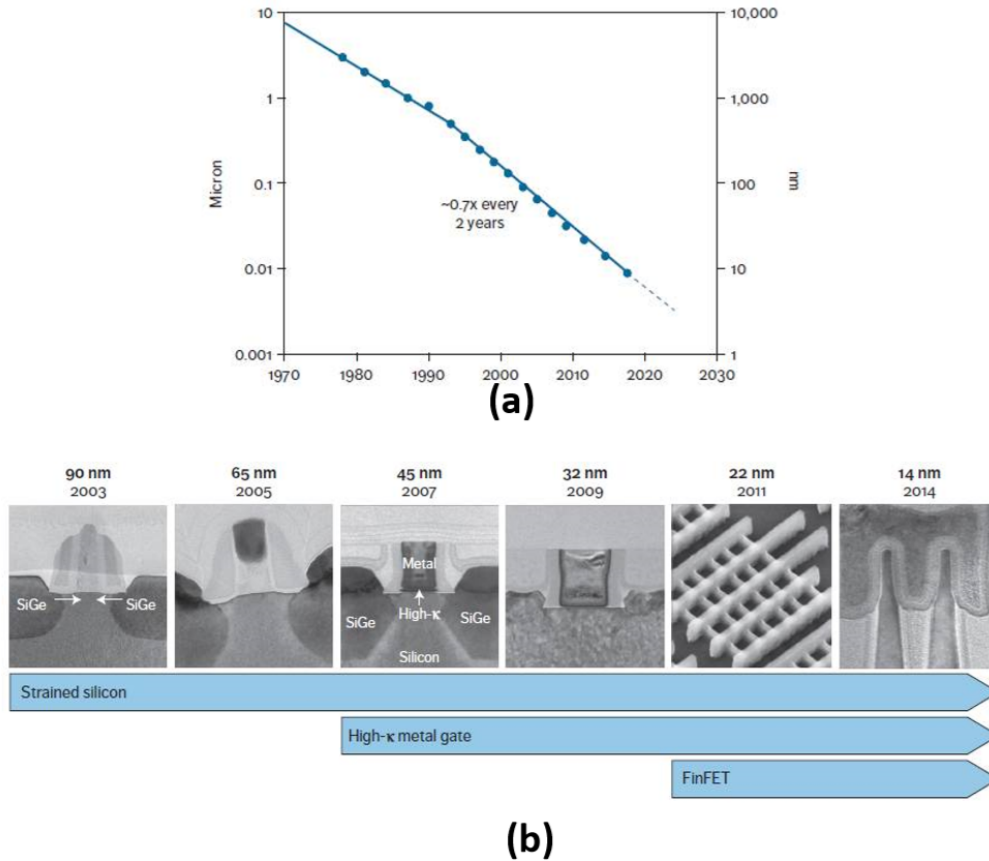 10
10,000
1
1,000
Micron
0.1
100
nm
~0.7x every
2 years
0.01
10
0.001
1
1970
1980
1990
2000
2010
2020
2030
(a)
90 nm
65 nm
45 nm
32 nm
22 nm
14 nm
2003
2005
2007
2009
2011
2014
SiGe
SiGe
Metal
High-κ
SiGe
SiGe
Silicon
Strained silicon
High-κ metal gate
FinFET
(b)